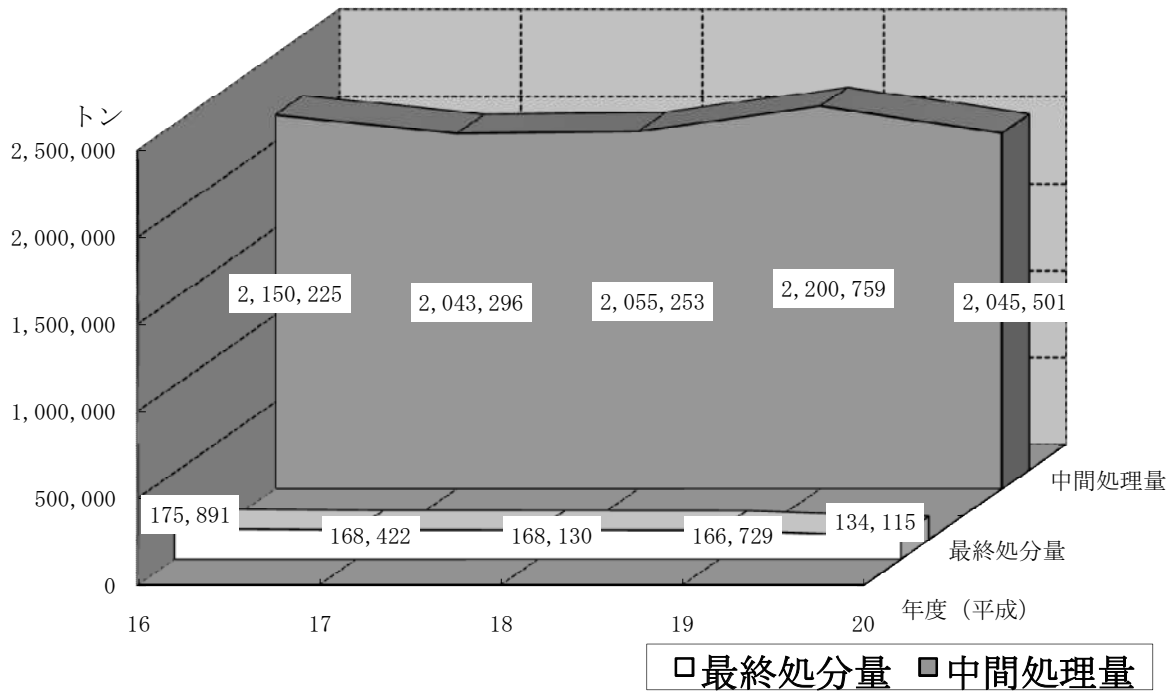 トン
2,500,000
2,000,000
1,500,000
1,000,000
500,000
0
2,150,225
2,043,296
2,055,253
2,200,759
2,045,501
175,891
168,422
168,130
166,729
134,115
中間処理量
最終処分量
年度（平成）
16 17 18 19 20
最終処分量 中間処理量